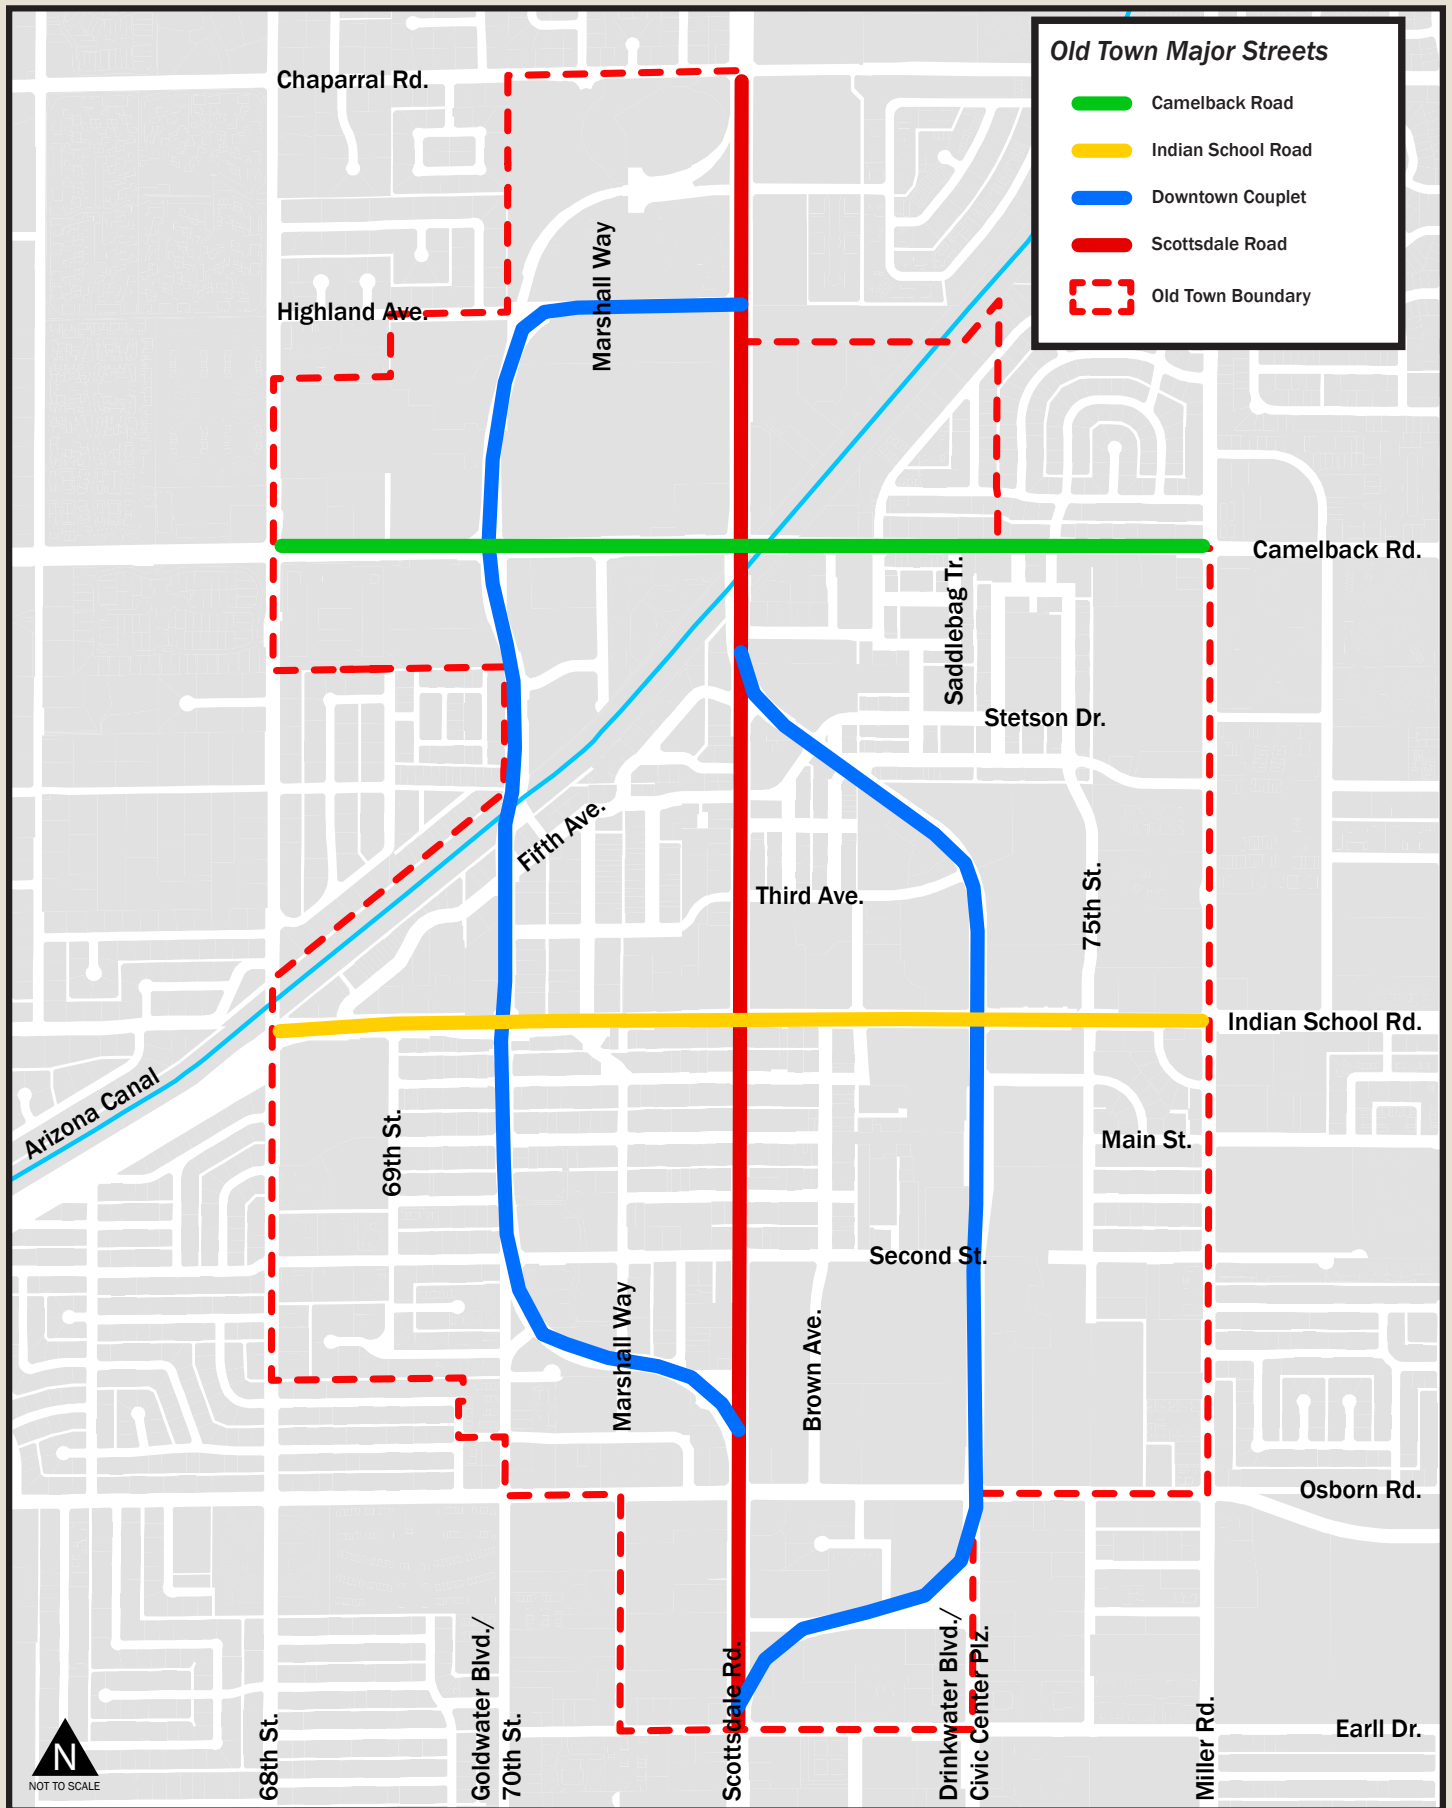 Old Town Major Streets
Camelback Road
Indian School Road
Downtown Couplet
Scottsdale Road
Old Town Boundary
Chaparral Rd.
Marshall Way
Highland Ave.
Camelback Rd.
Saddlebag Tr.
Stetson Dr.
Fifth Ave.
Third Ave.
75th St.
Indian School Rd.
Arizona Canal
69th St.
Main St.
Second St.
Marshall Way
Brown Ave.
Osborn Rd.
68th St.
Goldwater Blvd./
70th St.
Scottsdale Rd.
Drinkwater Blvd./
Civic Center Plz.
Miller Rd.
Earll Dr.
N
NOT TO SCALE